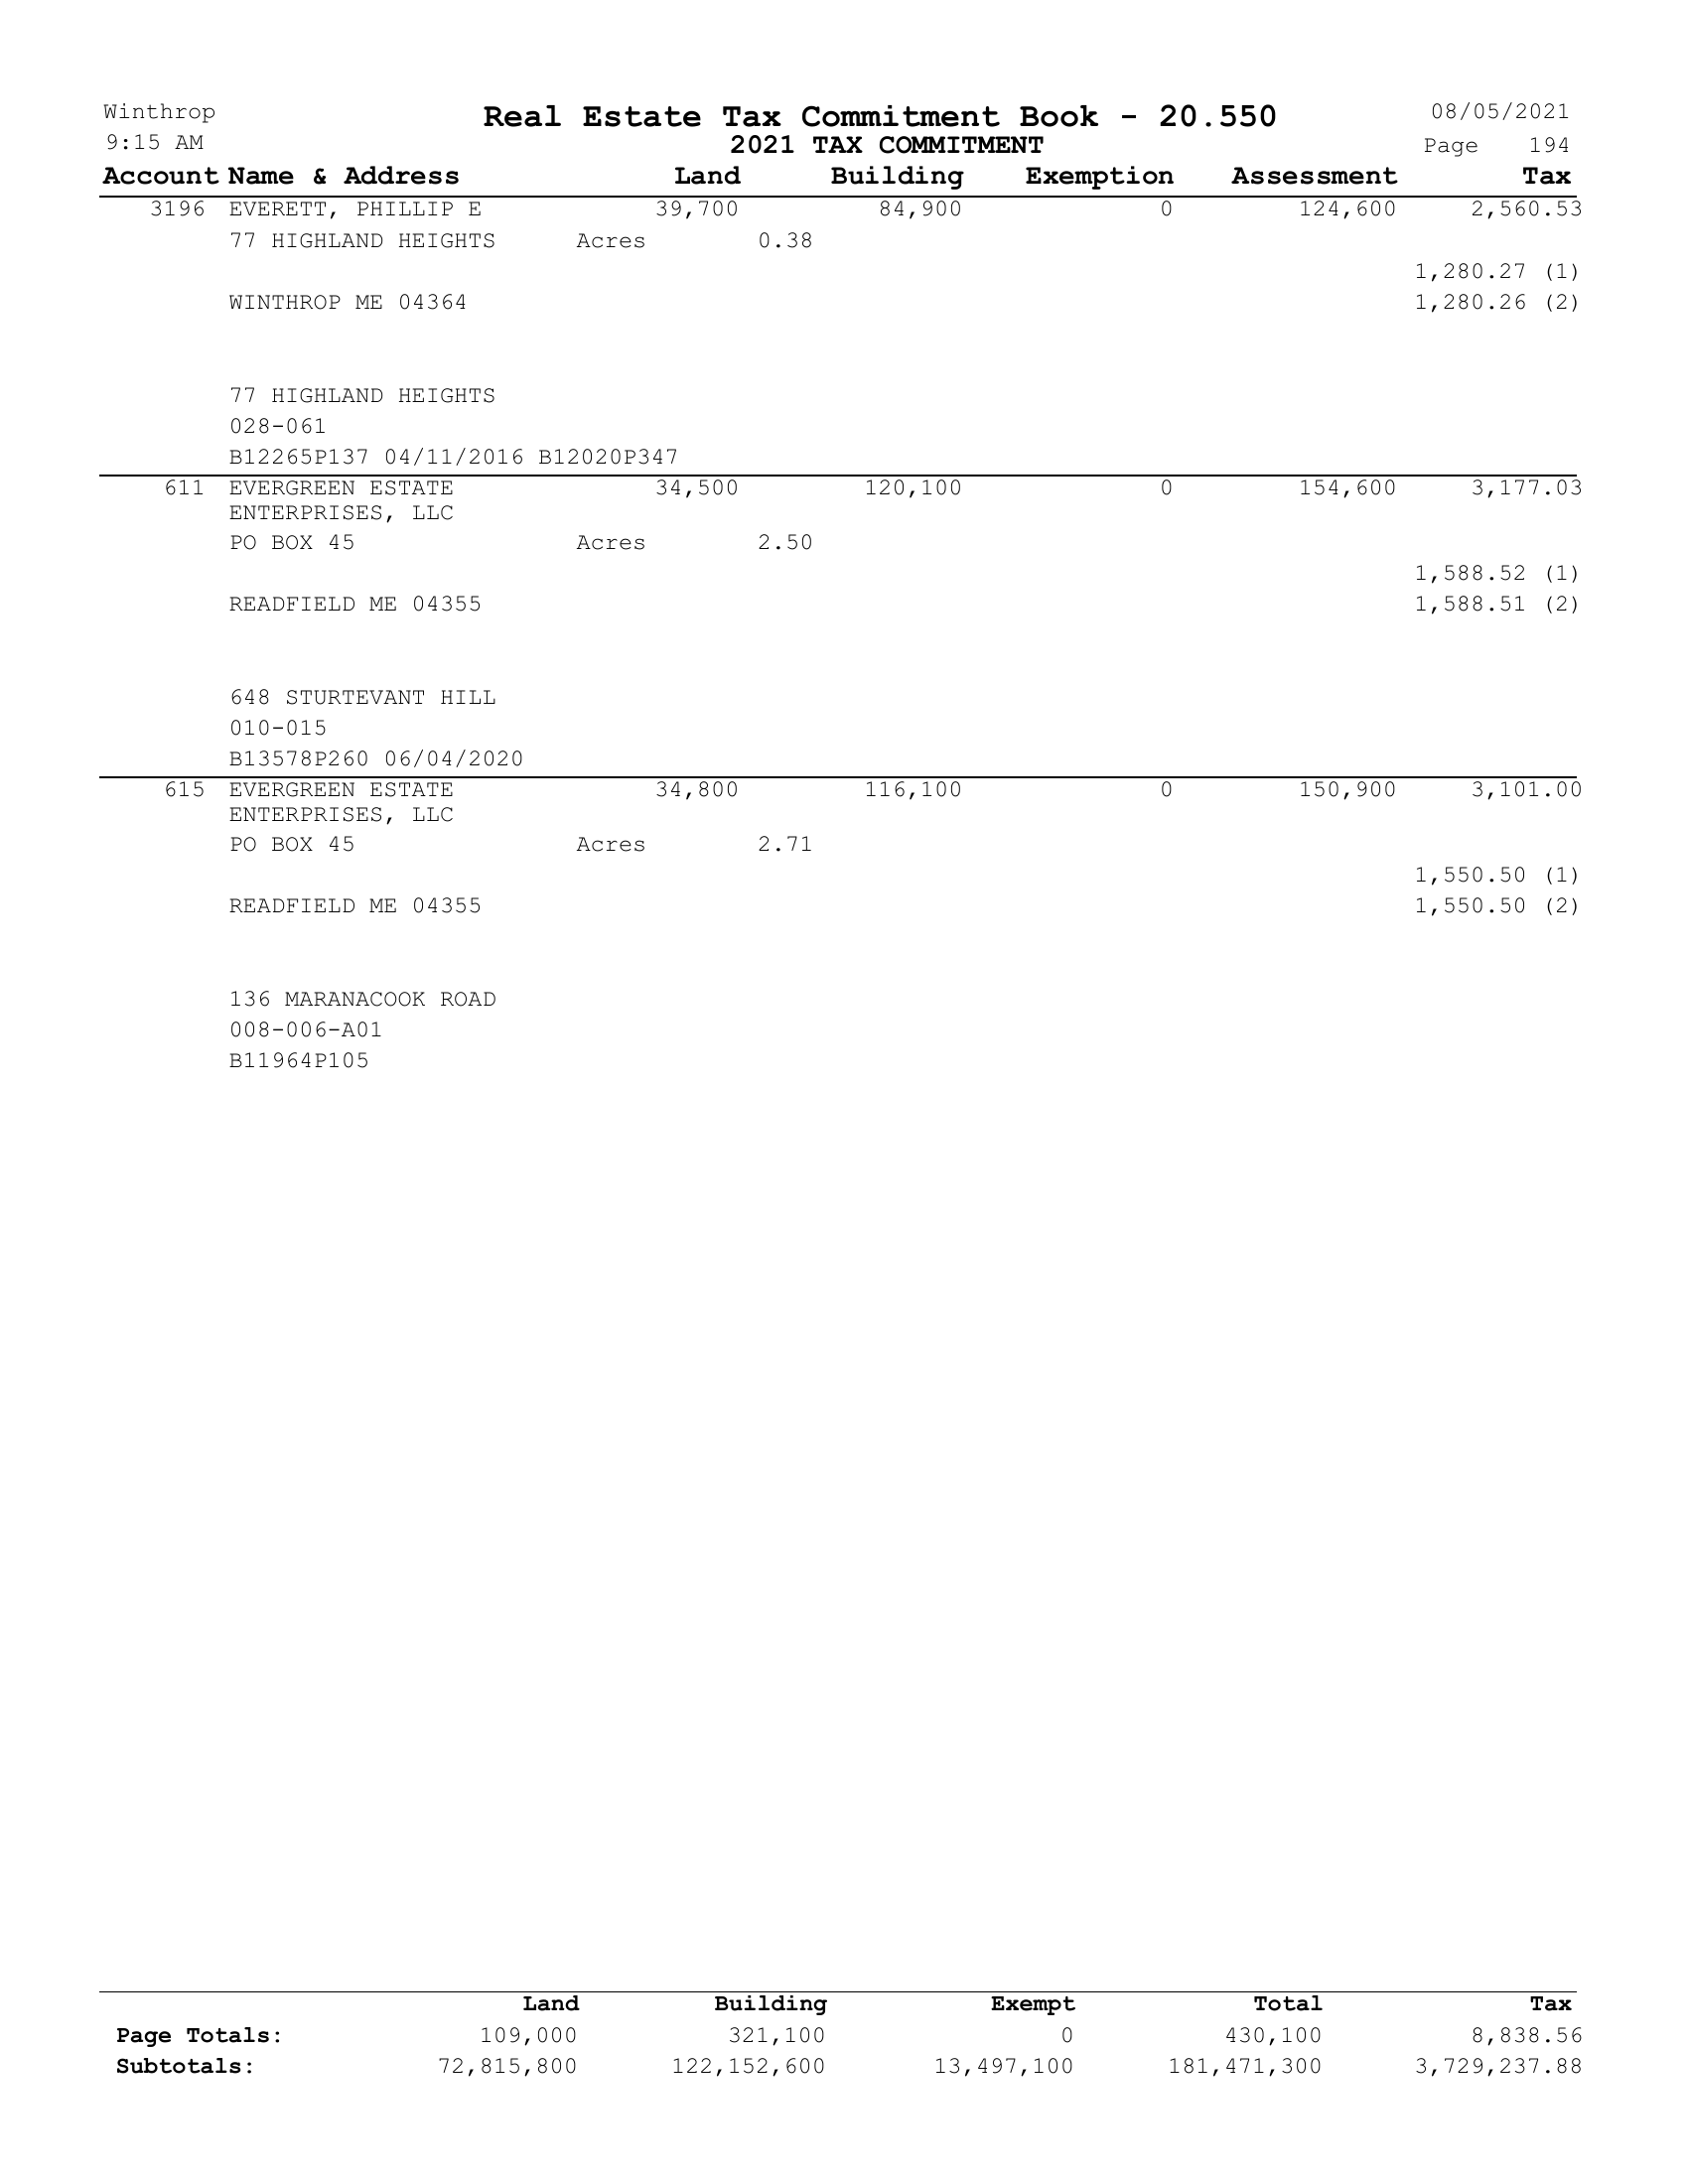 Winthrop Real Estate Tax Commitment Book - 20.550 08/05/2021
9:15 AM 2021 TAX COMMITMENT Page 194
Account Name & Address Land Building Exemption Assessment Tax
3196 EVERETT, PHILLIP E 39,700 84,900 0 124,600 2,560.53
77 HIGHLAND HEIGHTS Acres 0.38
1,280.27 (1)
WINTHROP ME 04364 1,280.26 (2)
77 HIGHLAND HEIGHTS
028-061
B12265P137 04/11/2016 B12020P347
611 EVERGREEN ESTATE 34,500 120,100 0 154,600 3,177.03
ENTERPRISES, LLC
PO BOX 45 Acres 2.50
1,588.52 (1)
READFIELD ME 04355 1,588.51 (2)
648 STURTEVANT HILL
010-015
B13578P260 06/04/2020
615 EVERGREEN ESTATE 34,800 116,100 0 150,900 3,101.00
ENTERPRISES, LLC
PO BOX 45 Acres 2.71
1,550.50 (1)
READFIELD ME 04355 1,550.50 (2)
136 MARANACOOK ROAD
008-006-A01
B11964P105
Land Building Exempt Total Tax
Page Totals: 109,000 321,100 0 430,100 8,838.56
Subtotals: 72,815,800 122,152,600 13,497,100 181,471,300 3,729,237.88